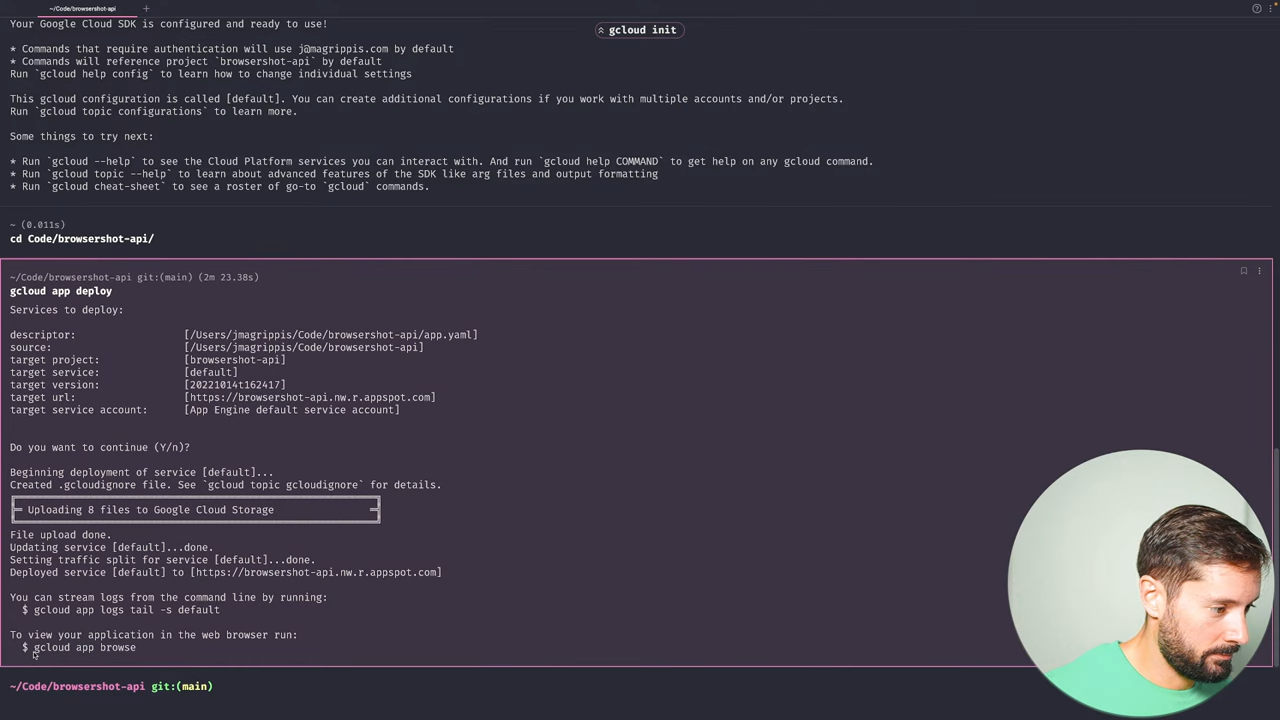 ~/Code/browsershot-api
Your Google Cloud SDK is configured and ready to use!
gcloud init
* Commands that require authentication will use j@magrippis.com by default
* Commands will reference project `browsershot-api` by default
Run `gcloud help config` to learn how to change individual settings
This gcloud configuration is called [default]. You can create additional configurations if you work with multiple accounts and/or projects.
Run `gcloud topic configurations` to learn more.
Some things to try next:
* Run `gcloud --help` to see the Cloud Platform services you can interact with. And run `gcloud help COMMAND` to get help on any gcloud command.
* Run `gcloud topic --help` to learn about advanced features of the SDK like arg files and output formatting
* Run `gcloud cheat-sheet` to see a roster of go-to `gcloud` commands.
~ (0.011s)
cd Code/browsershot-api/
~/Code/browsershot-api git:(main) (2m 23.38s)
gcloud app deploy
Services to deploy:
descriptor: [/Users/jmagrippis/Code/browsershot-api/app.yaml]
source: [/Users/jmagrippis/Code/browsershot-api]
target project: [browsershot-api]
target service: [default]
target version: [20221014t162417]
target url: [https://browsershot-api.nw.r.appspot.com]
target service account: [App Engine default service account]
Do you want to continue (Y/n)?
Beginning deployment of service [default]...
Created .gcloudignore file. See `gcloud topic gcloudignore` for details.
Uploading 8 files to Google Cloud Storage
File upload done.
Updating service [default]...done.
Setting traffic split for service [default]...done.
Deployed service [default] to [https://browsershot-api.nw.r.appspot.com]
You can stream logs from the command line by running:
$ gcloud app logs tail -s default
To view your application in the web browser run:
$ gcloud app browse
~/Code/browsershot-api git:(main)